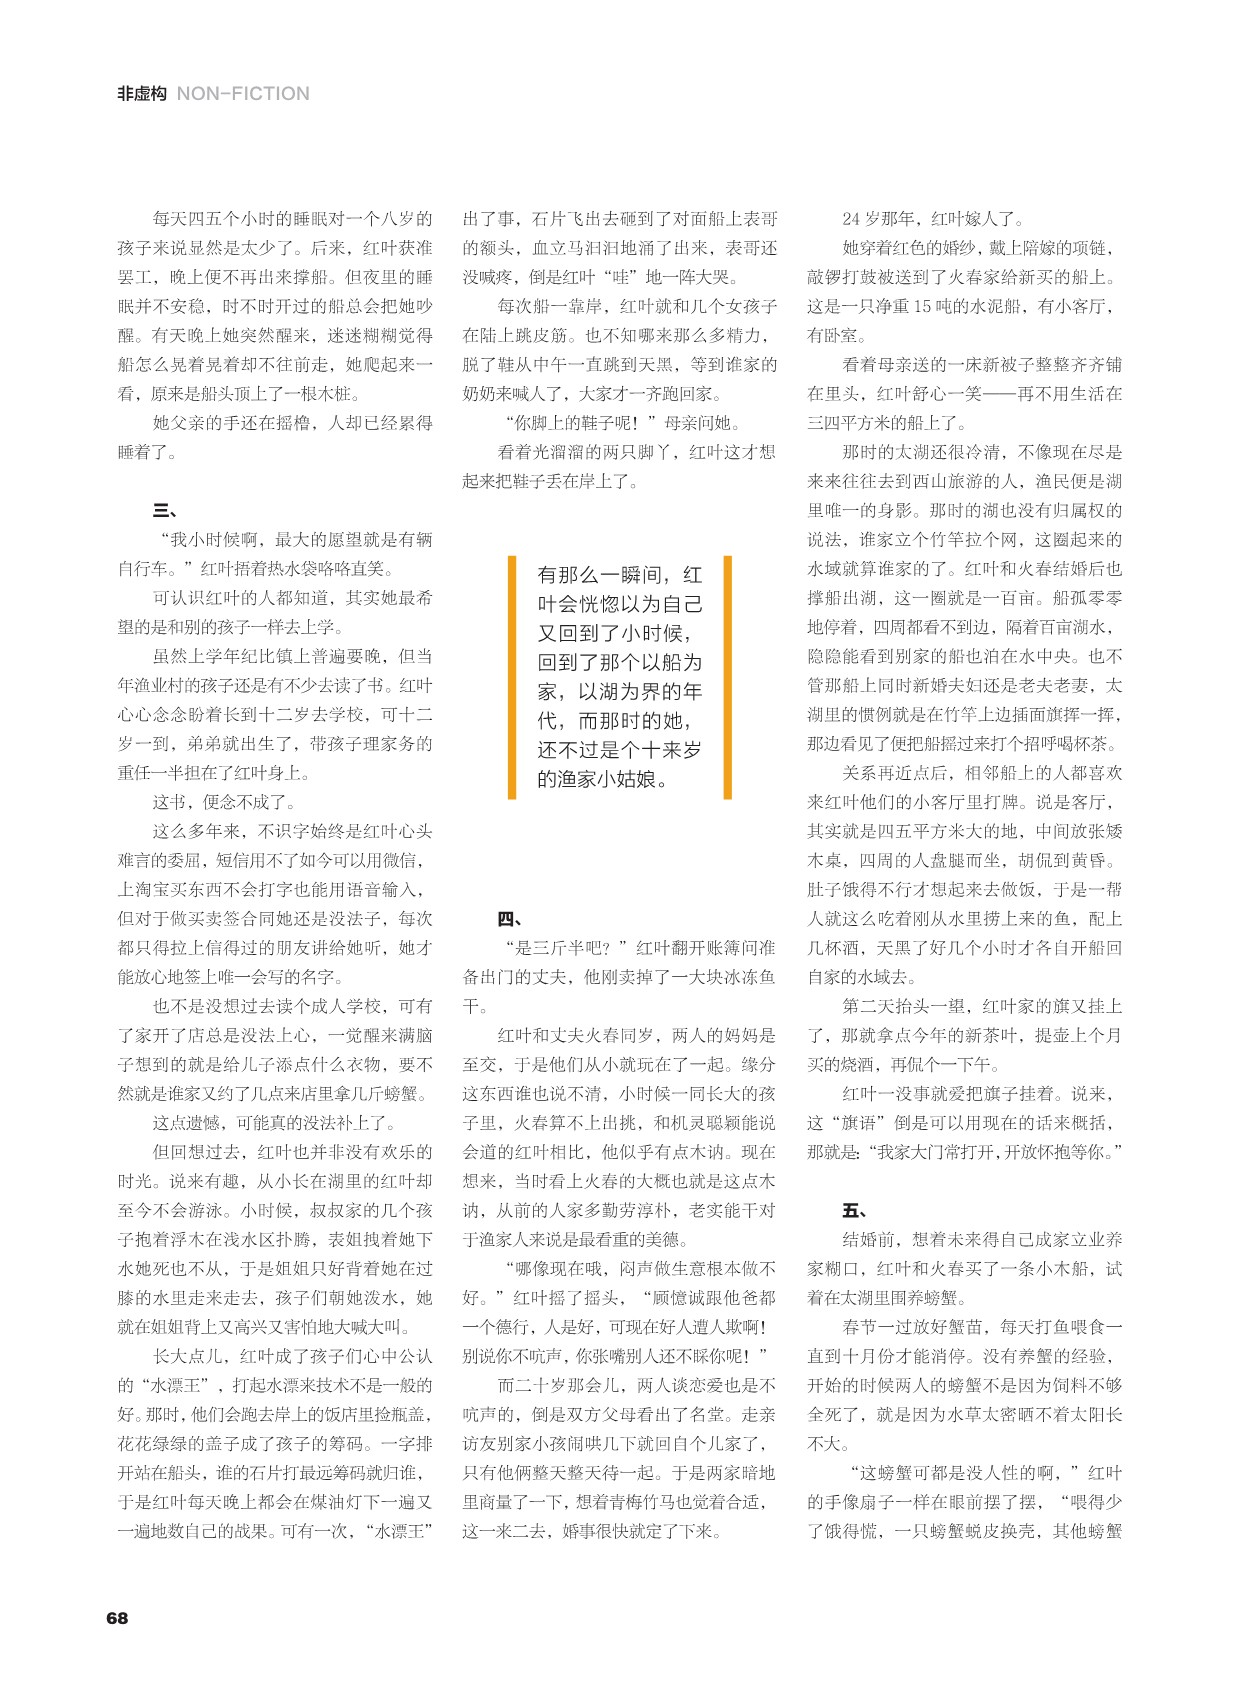 非虚构 NON-FICTION
每天四五个小时的睡眠对一个八岁的
孩子来说显然是太少了。后来，红叶获准
罢工，晚上便不再出来撑船。但夜里的睡
眠并不安稳，时不时开过的船总会把她吵
醒。有天晚上她突然醒来，迷迷糊糊觉得
船怎么晃着晃着却不往前走，她爬起来一
看，原来是船头顶上了一根木桩。
她父亲的手还在摇橹，人却已经累得
睡着了。
三、
“我小时候啊，最大的愿望就是有辆
自行车。”红叶捂着热水袋咯咯直笑。
可认识红叶的人都知道，其实她最希
望的是和别的孩子一样去上学。
虽然上学年纪比镇上普遍要晚，但当
年渔业村的孩子还是有不少去读了书。红叶
心心念念盼着长到十二岁去学校，可十二
岁一到，弟弟就出生了，带孩子理家务的
重任一半担在了红叶身上。
这书，便念不成了。
这么多年来，不识字始终是红叶心头
难言的委屈，短信用不了如今可以用微信，
上淘宝买东西不会打字也能用语音输入，
但对于做买卖签合同她还是没法子，每次
都只得拉上信得过的朋友讲给她听，她才
能放心地签上唯一会写的名字。
也不是没想过去读个成人学校，可有
了家开了店总是没法上心，一觉醒来满脑
子想到的就是给儿子添点什么衣物，要不
然就是谁家又约了几点来店里拿几斤螃蟹。
这点遗憾，可能真的没法补上了。
但回想过去，红叶也并非没有欢乐的
时光。说来有趣，从小长在湖里的红叶却
至今不会游泳。小时候，叔叔家的几个孩
子抱着浮木在浅水区扑腾，表姐拽着她下
水她死也不从，于是姐姐只好背着她在过
膝的水里走来走去，孩子们朝她泼水，她
就在姐姐背上又高兴又害怕地大喊大叫。
长大点儿，红叶成了孩子们心中公认
的“水漂王”，打起水漂来技术不是一般的
好。那时，他们会跑去岸上的饭店里捡瓶盖，
花花绿绿的盖子成了孩子的筹码。一字排
开站在船头，谁的石片打最远筹码就归谁，
于是红叶每天晚上都会在煤油灯下一遍又
一遍地数自己的战果。可有一次，“水漂王”
出了事，石片飞出去砸到了对面船上表哥
的额头，血立马汩汩地涌了出来，表哥还
没喊疼，倒是红叶“哇”地一阵大哭。
每次船一靠岸，红叶就和几个女孩子
在陆上跳皮筋。也不知哪来那么多精力，
脱了鞋从中午一直跳到天黑，等到谁家的
奶奶来喊人了，大家才一齐跑回家。
“你脚上的鞋子呢！”母亲问她。
看着光溜溜的两只脚丫，红叶这才想
起来把鞋子丢在岸上了。
有那么一瞬间，红
叶会恍惚以为自己
又回到了小时候，
回到了那个以船为
家，以湖为界的年
代，而那时的她，
还不过是个十来岁
的渔家小姑娘。
四、
“是三斤半吧？”红叶翻开账簿问准
备出门的丈夫，他刚卖掉了一大块冰冻鱼
干。
红叶和丈夫火春同岁，两人的妈妈是
至交，于是他们从小就玩在了一起。缘分
这东西谁也说不清，小时候一同长大的孩
子里，火春算不上出挑，和机灵聪颖能说
会道的红叶相比，他似乎有点木讷。现在
想来，当时看上火春的大概也就是这点木
讷，从前的人家多勤劳淳朴，老实能干对
于渔家人来说是最看重的美德。
“哪像现在哦，闷声做生意根本做不
好。”红叶摇了摇头，“顾憶诚跟他爸都
一个德行，人是好，可现在好人遭人欺啊！
别说你不吭声，你张嘴别人还不睬你呢！”
而二十岁那会儿，两人谈恋爱也是不
吭声的，倒是双方父母看出了名堂。走亲
访友别家小孩闹哄几下就回自个儿家了，
只有他俩整天整天待一起。于是两家暗地
里商量了一下，想着青梅竹马也觉着合适，
这一来二去，婚事很快就定了下来。
24 岁那年，红叶嫁人了。
她穿着红色的婚纱，戴上陪嫁的项链，
敲锣打鼓被送到了火春家给新买的船上。
这是一只净重 15 吨的水泥船，有小客厅，
有卧室。
看着母亲送的一床新被子整整齐齐铺
在里头，红叶舒心一笑——再不用生活在
三四平方米的船上了。
那时的太湖还很冷清，不像现在尽是
来来往往去到西山旅游的人，渔民便是湖
里唯一的身影。那时的湖也没有归属权的
说法，谁家立个竹竿拉个网，这圈起来的
水域就算谁家的了。红叶和火春结婚后也
撑船出湖，这一圈就是一百亩。船孤零零
地停着，四周都看不到边，隔着百亩湖水，
隐隐能看到别家的船也泊在水中央。也不
管那船上同时新婚夫妇还是老夫老妻，太
湖里的惯例就是在竹竿上边插面旗挥一挥，
那边看见了便把船摇过来打个招呼喝杯茶。
关系再近点后，相邻船上的人都喜欢
来红叶他们的小客厅里打牌。说是客厅，
其实就是四五平方米大的地，中间放张矮
木桌，四周的人盘腿而坐，胡侃到黄昏。
肚子饿得不行才想起来去做饭，于是一帮
人就这么吃着刚从水里捞上来的鱼，配上
几杯酒，天黑了好几个小时才各自开船回
自家的水域去。
第二天抬头一望，红叶家的旗又挂上
了，那就拿点今年的新茶叶，提壶上个月
买的烧酒，再侃个一下午。
红叶一没事就爱把旗子挂着。说来，
这“旗语”倒是可以用现在的话来概括，
那就是：“我家大门常打开，开放怀抱等你。”
五、
结婚前，想着未来得自己成家立业养
家糊口，红叶和火春买了一条小木船，试
着在太湖里围养螃蟹。
春节一过放好蟹苗，每天打鱼喂食一
直到十月份才能消停。没有养蟹的经验，
开始的时候两人的螃蟹不是因为饲料不够
全死了，就是因为水草太密晒不着太阳长
不大。
“这螃蟹可都是没人性的啊，”红叶
的手像扇子一样在眼前摆了摆，“喂得少
了饿得慌，一只螃蟹蜕皮换壳，其他螃蟹
68